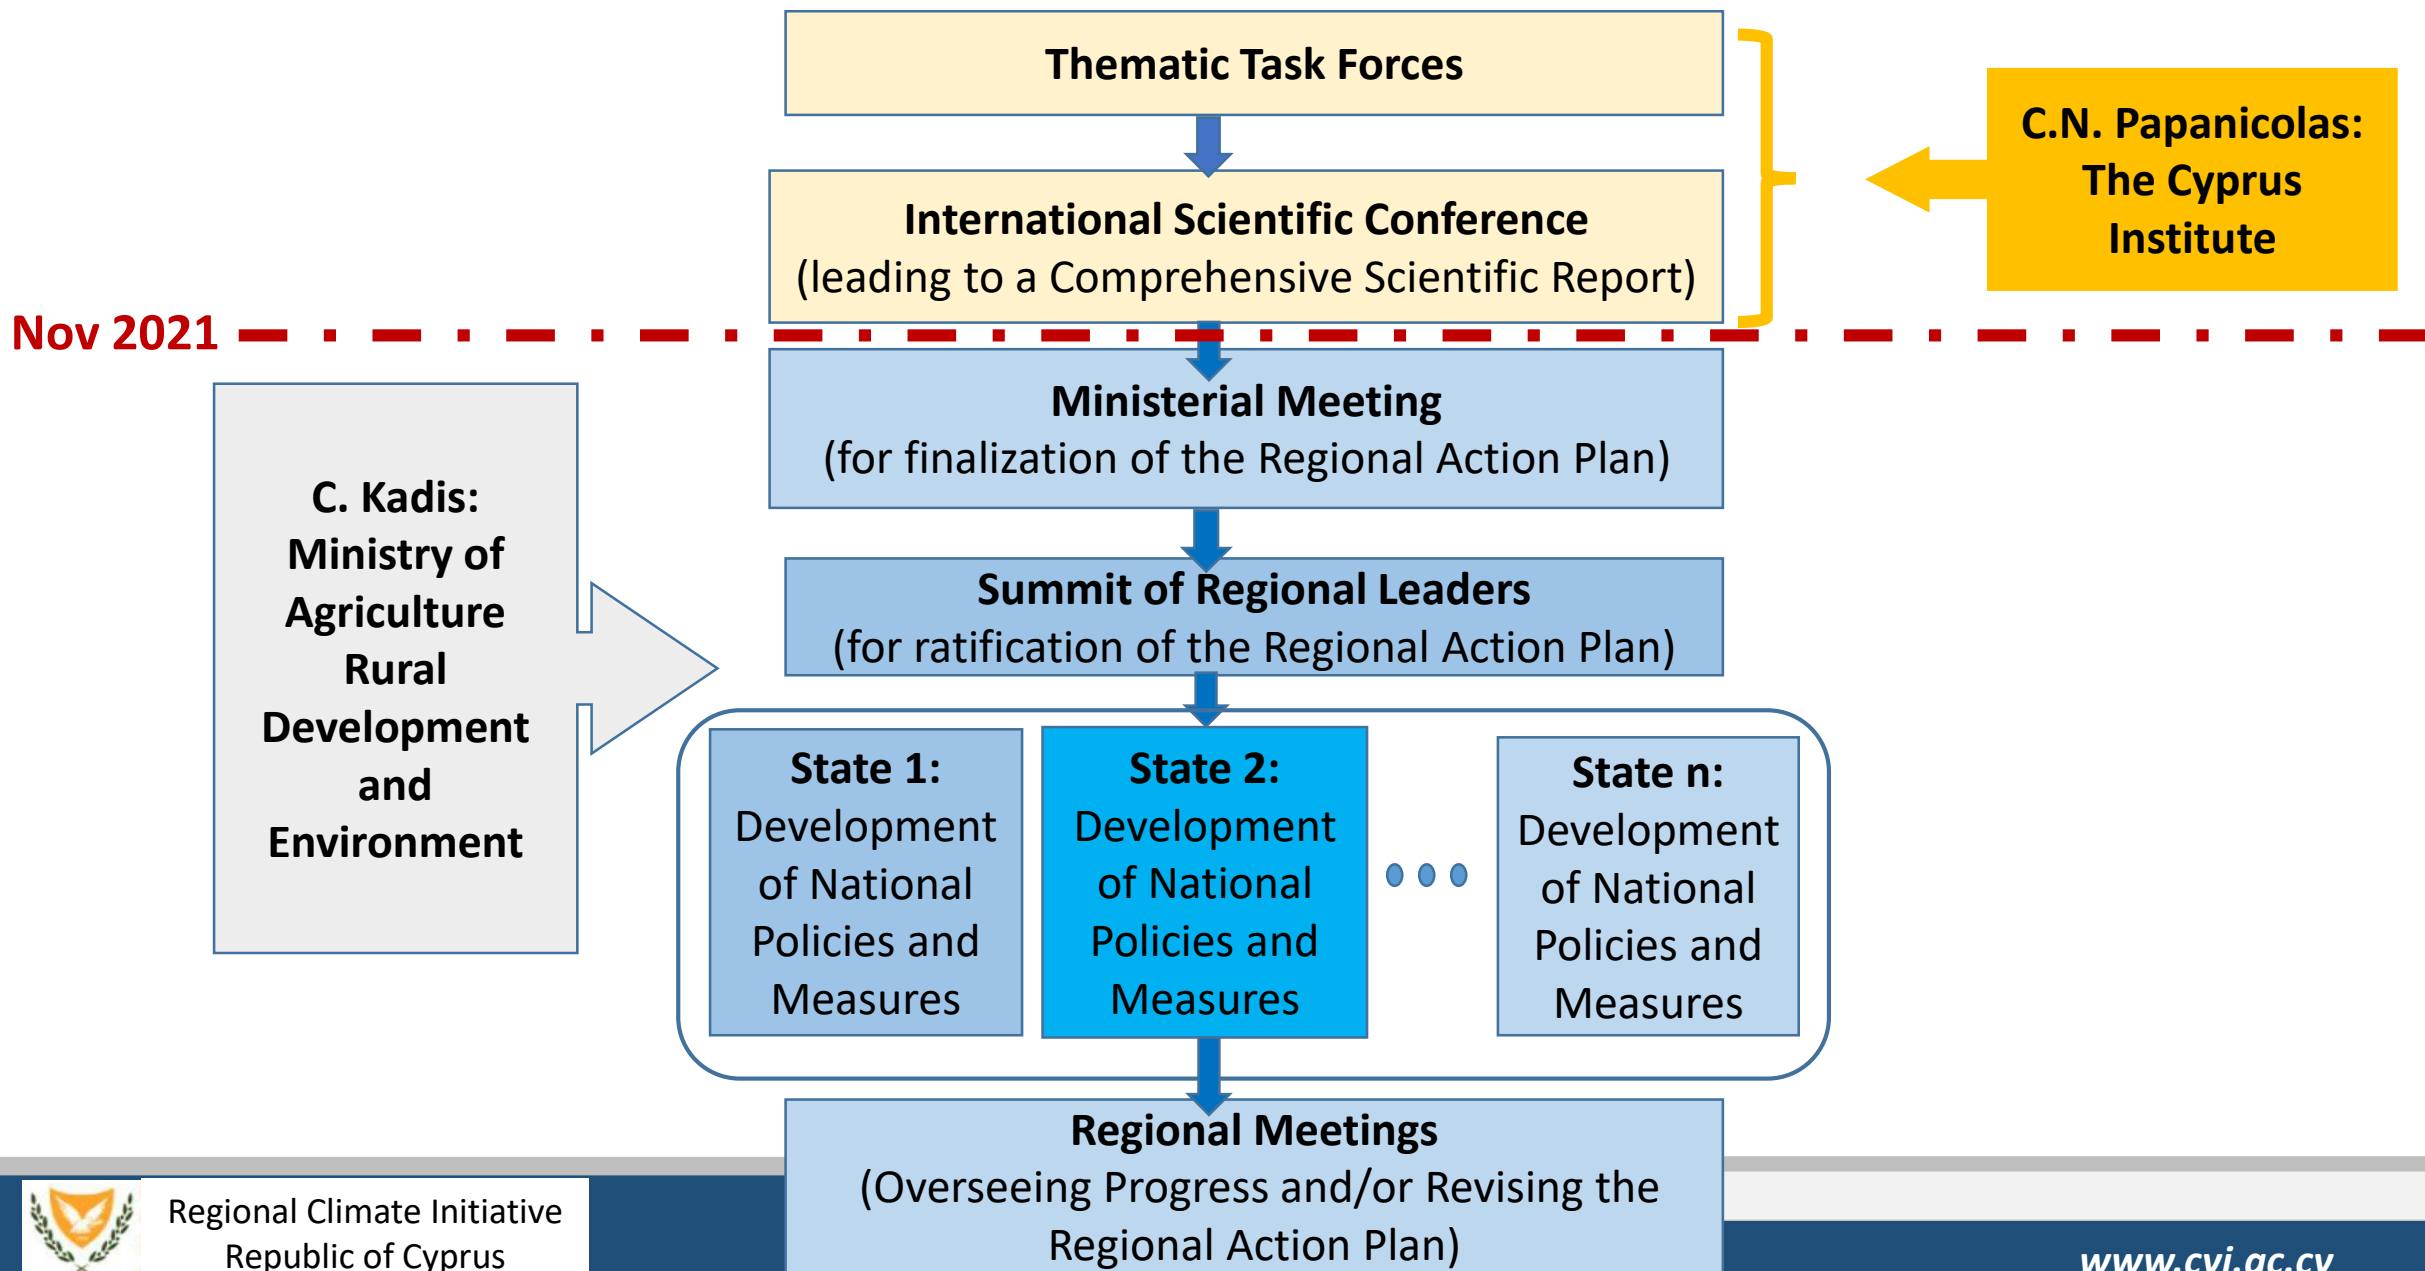 Thematic Task Forces
C.N. Papanicolas:
The Cyprus
Institute
International Scientific Conference
(leading to a Comprehensive Scientific Report)
Nov 2021
Ministerial Meeting
(for finalization of the Regional Action Plan)
C. Kadis:
Ministry of
Agriculture
Rural
Development
and
Environment
Summit of Regional Leaders
(for ratification of the Regional Action Plan)
State 1:
Development
of National
Policies and
Measures
State 2:
Development
of National
Policies and
Measures
State n:
Development
of National
Policies and
Measures
Regional Meetings
(Overseeing Progress and/or Revising the
Regional Action Plan)
Regional Climate Initiative
Republic of Cyprus
www.cyi.ac.cy